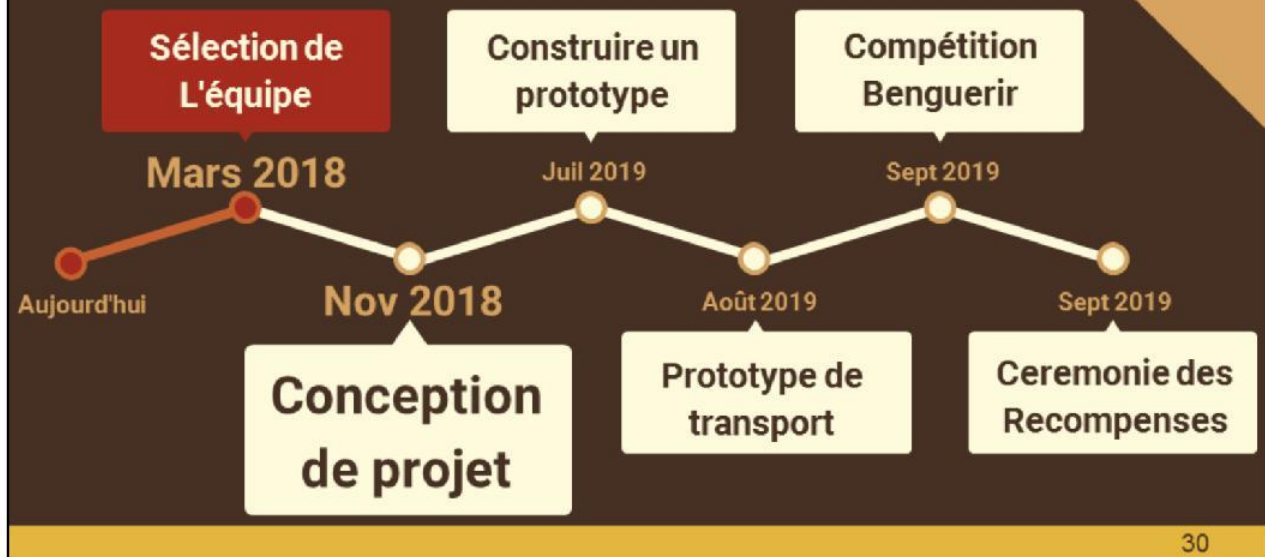 Sélection de
L'équipe
Mars 2018
Construire un
prototype
Juil 2019
Compétition
Benguerir
Sept 2019
Aujourd'hui
Nov 2018
Conception
de projet
Août 2019
Prototype de
transport
Sept 2019
Ceremonie des
Recompenses
30